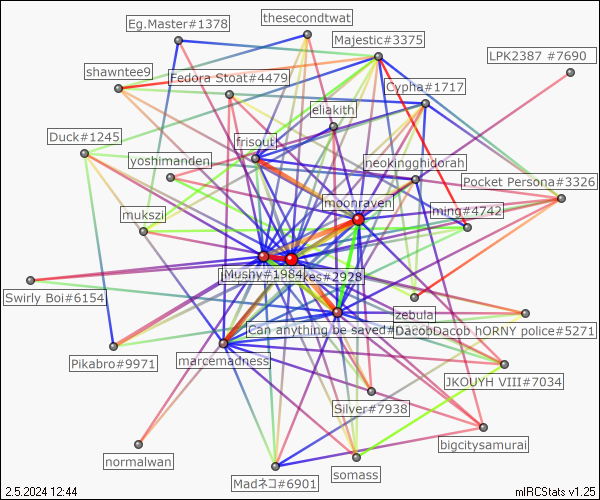 thesecondtwat
Eg.Master#1378
Majestic#3375
LPK2387 #7690
shawntee9
Fedora Stoat#4479
Cypha#1717
eliakith
Duck#1245
frisout
yoshimanden
neokingghidorah
Pocket Persona#3326
moonraven
mukszi
ming#4742
Mushy#1984
kes#2928
Swirly Boi#6154
zebula
Can anything be saved#
DacobDacob hORNY police#5271
marcemadness
Pikabro#9971
JKOUYH VIII#7034
Silver#7938
bigcitysamurai
normalwan
somass
Madネコ#6901
2.5.2024 12:44
mIRCStats v1.25